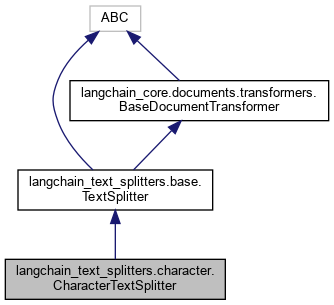 ABC
langchain_core.documents.transformers.
BaseDocumentTransformer
langchain_text_splitters.base.
TextSplitter
langchain_text_splitters.character.
CharacterTextSplitter